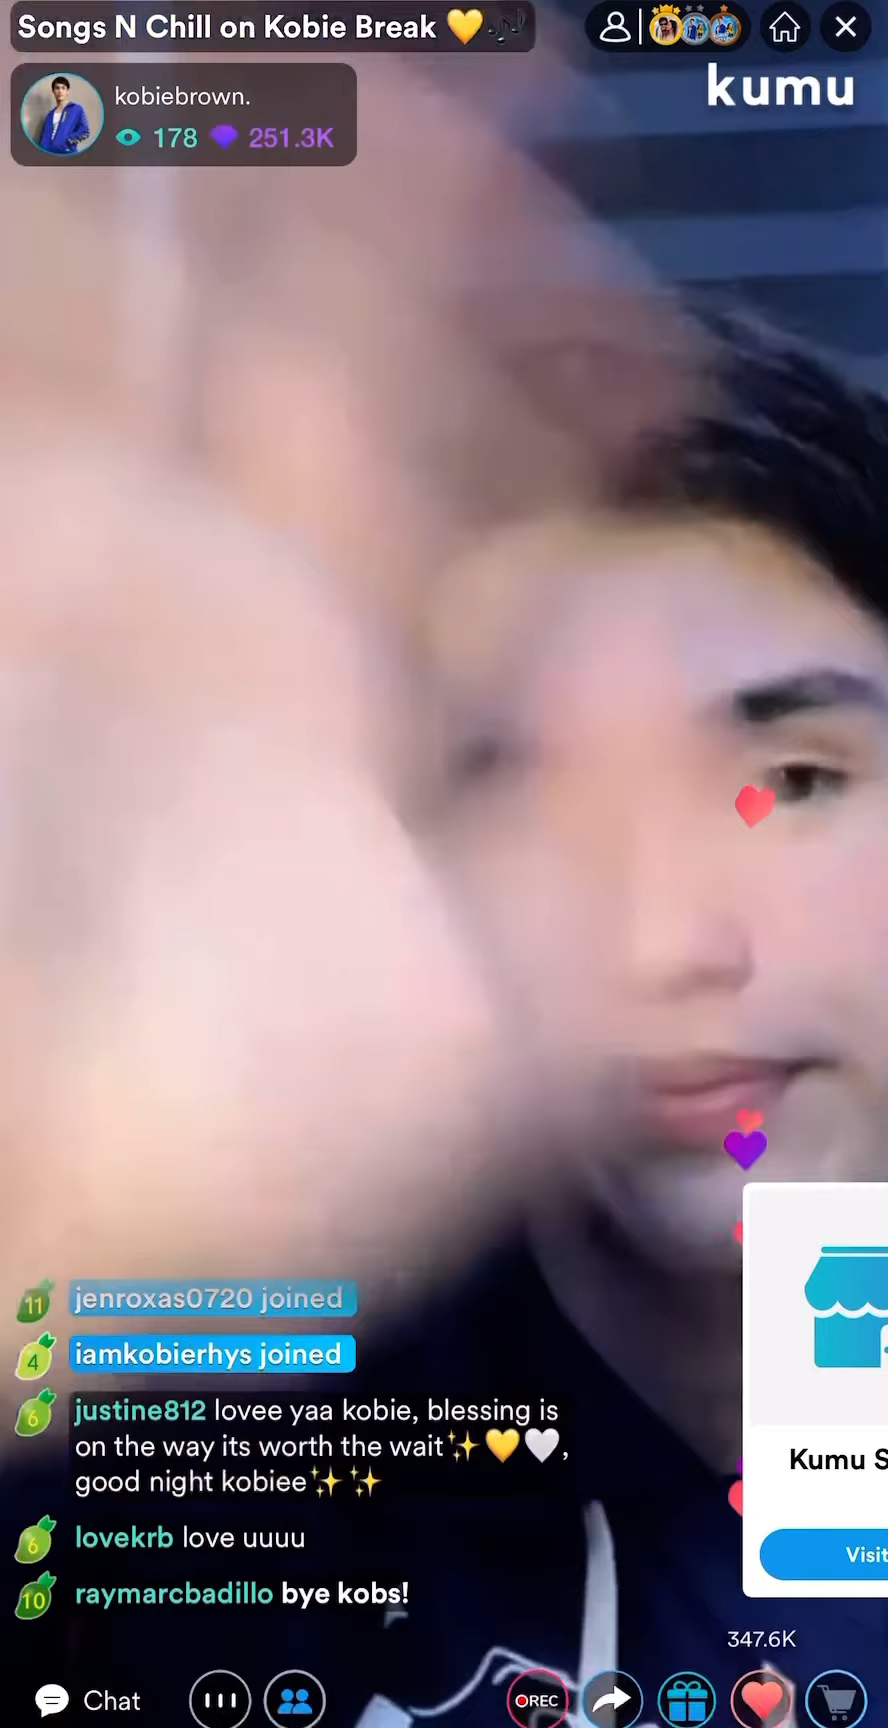 Songs N Chill on Kobie Break 💛🎶
kobiebrown.
178 251.3K
kumu
11 jenroxas0720 joined
4 iamkobierhys joined
6 justine812 lovee yaa kobie, blessing is
on the way its worth the wait✨💛🤍,
good night kobiee✨✨
6 lovekrb love uuuu
10 raymarcbadillo bye kobs!
Kumu S
Visit
347.6K
Chat
REC